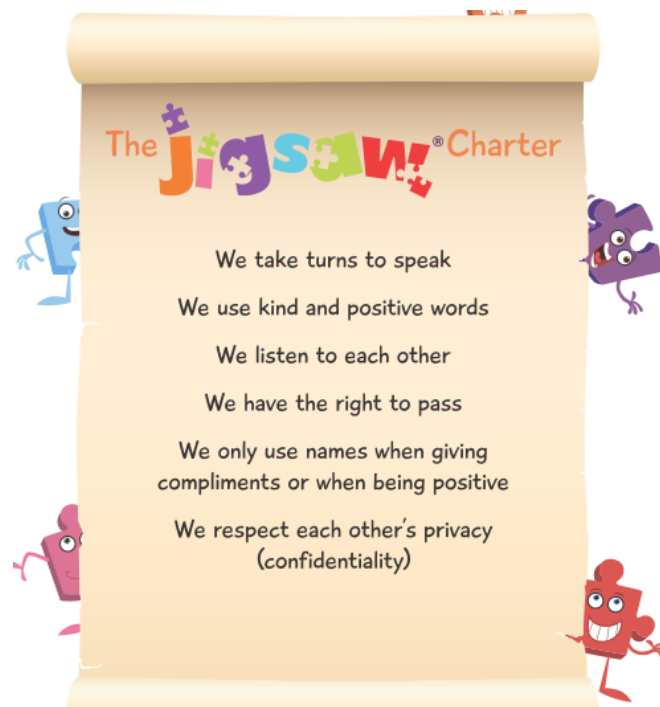 The jigsaw® Charter
We take turns to speak
We use kind and positive words
We listen to each other
We have the right to pass
We only use names when giving
compliments or when being positive
We respect each other's privacy
(confidentiality)